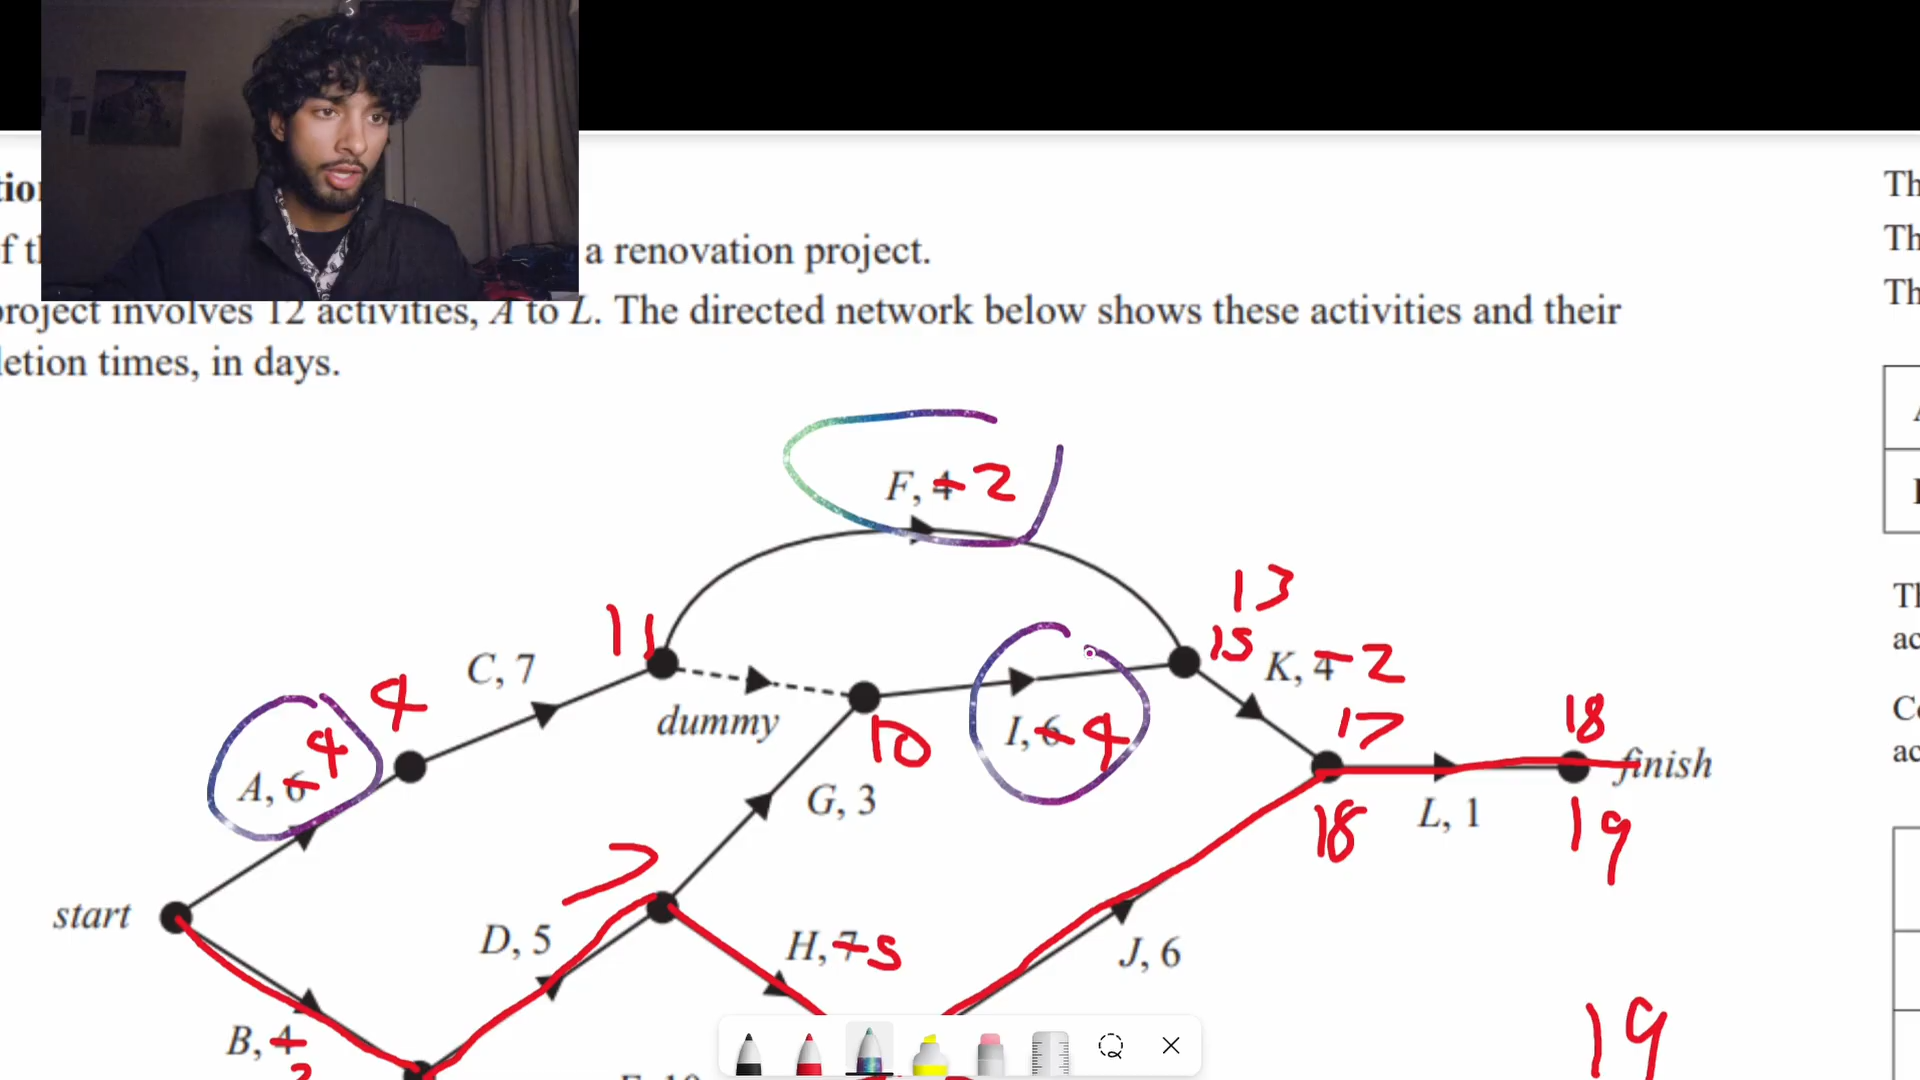 a renovation project.
project involves 12 activities, A to L. The directed network below shows these activities and their
letion times, in days.
Th
Th
Th
F, 4 2
13
11
15
C, 7
K, 4 2
4
dummy
17
18
4
I, 6 4
10
A, 6
finish
G, 3
L, 1
18
19
7
start
D, 5
H, 7 5
J, 6
B, 4
19